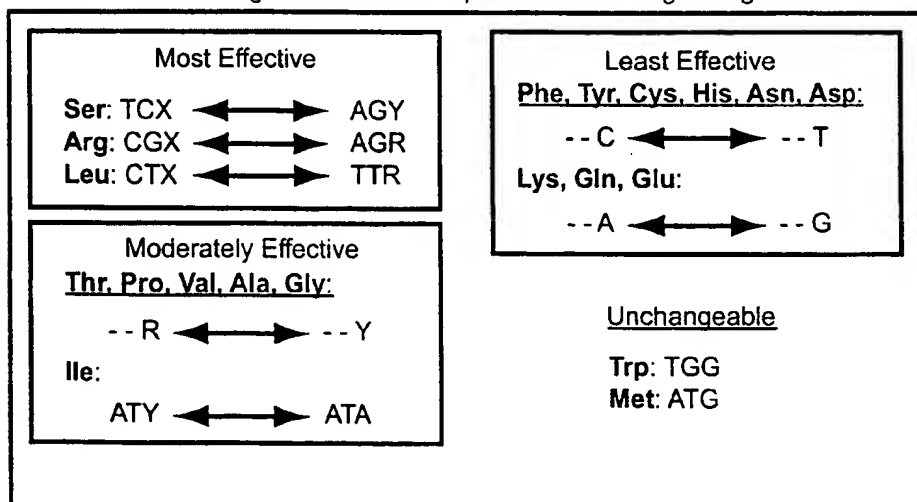 Most Effective
Ser: TCX AGY
Arg: CGX AGR
Leu: CTX TTR
Moderately Effective
Thr, Pro, Val, Ala, Gly:
--R --Y
Ile:
ATY ATA
Least Effective
Phe, Tyr, Cys, His, Asn, Asp:
--C --T
Lys, Gln, Glu:
--A --G
Unchangeable
Trp: TGG
Met: ATG